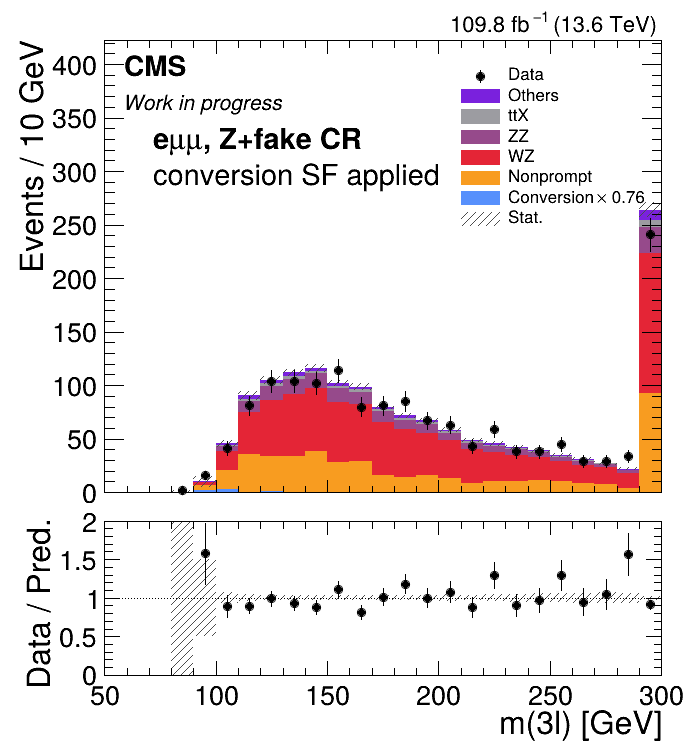 109.8 fb⁻¹ (13.6 TeV)
CMS
Work in progress
eμμ, Z+fake CR
conversion SF applied
Data
Others
ttX
ZZ
WZ
Nonprompt
Conversion × 0.76
Stat.
Events / 10 GeV
400
350
300
250
200
150
100
50
0
Data / Pred.
2
1.5
1
0.5
0
50 100 150 200 250 300
m(3l) [GeV]